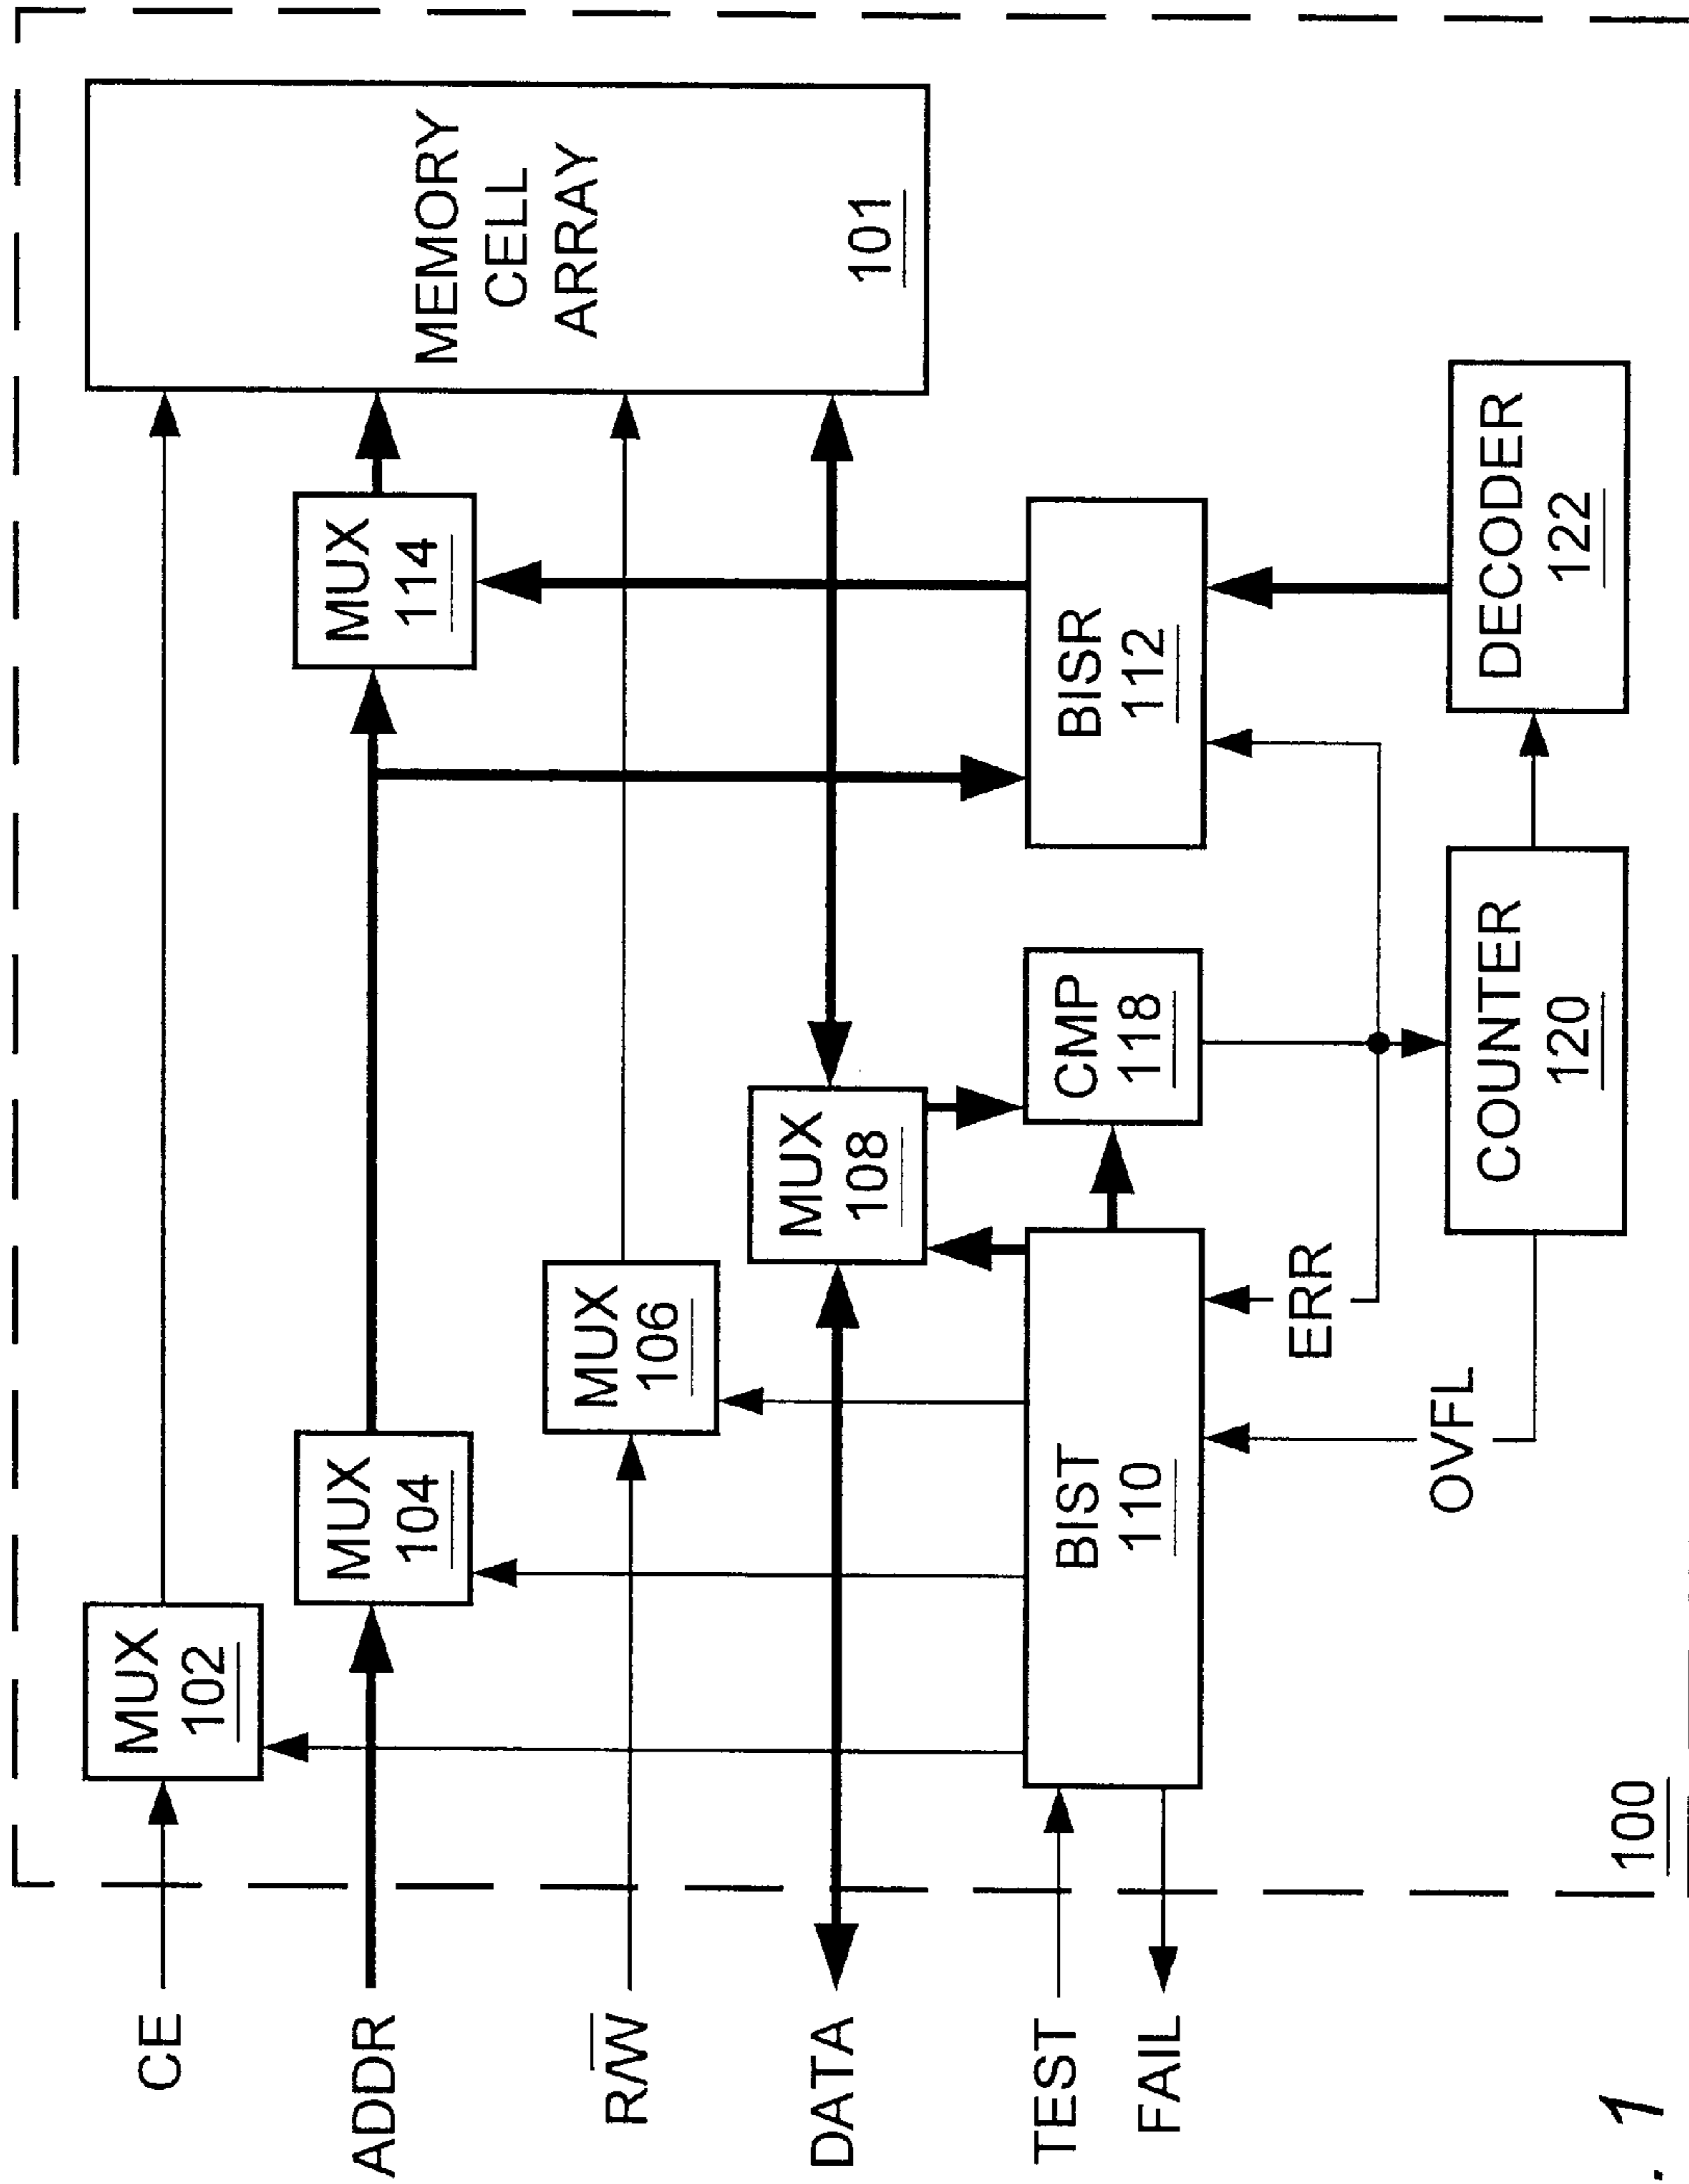 CE
ADDR
R/W̅
DATA
TEST
FAIL
MUX
102
MUX
104
MUX
106
MUX
108
MUX
114
MEMORY
CELL
ARRAY
101
BIST
110
CMP
118
BISR
112
ERR
OVFL
COUNTER
120
DECODER
122
100
. 1